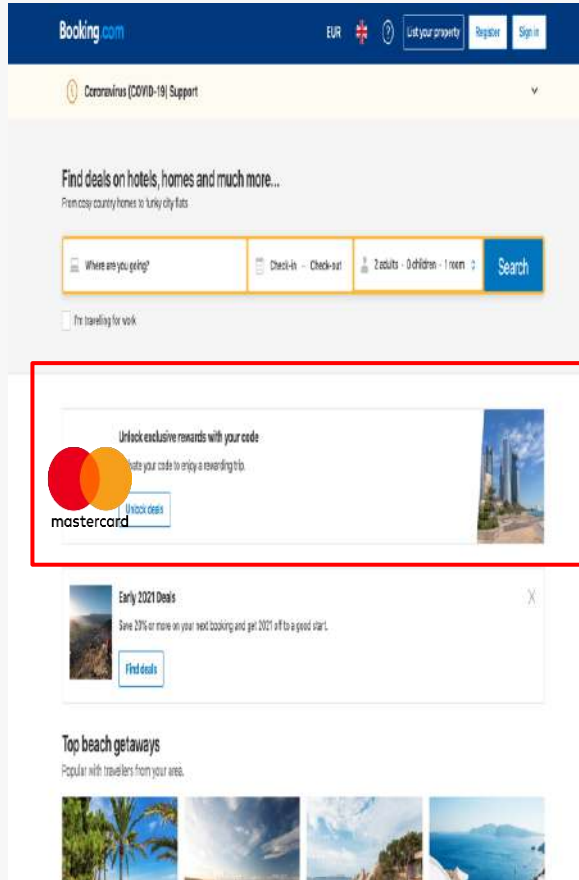 Booking.com
EUR
List your property
Register
Sign in
Coronavirus (COVID-19) Support
Find deals on hotels, homes and much more...
From cosy country homes to funky city flats
Where are you going?
Check-in - Check-out
2 adults - 0 children - 1 room
Search
I'm travelling for work
Unlock exclusive rewards with your code
vate your code to enjoy a rewarding trip.
Unlock deals
mastercard
Early 2021 Deals
Save 20% or more on your next booking and get 2021 off to a good start.
Find deals
Top beach getaways
Popular with travellers from your area.